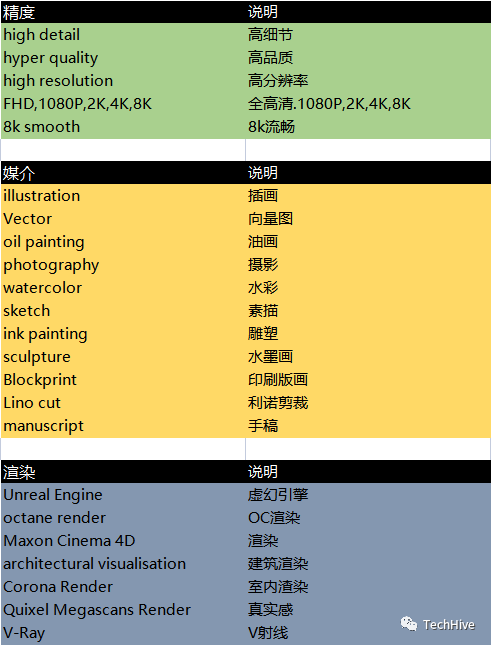 精度 说明
high detail 高细节
hyper quality 高品质
high resolution 高分辨率
FHD,1080P,2K,4K,8K 全高清.1080P,2K,4K,8K
8k smooth 8k流畅
媒介 说明
illustration 插画
Vector 向量图
oil painting 油画
photography 摄影
watercolor 水彩
sketch 素描
ink painting 雕塑
sculpture 水墨画
Blockprint 印刷版画
Lino cut 利诺剪裁
manuscript 手稿
渲染 说明
Unreal Engine 虚幻引擎
octane render OC渲染
Maxon Cinema 4D 渲染
architectural visualisation 建筑渲染
Corona Render 室内渣染
Quixel Megascans Render 真实感
V-Ray V射线
TechHive